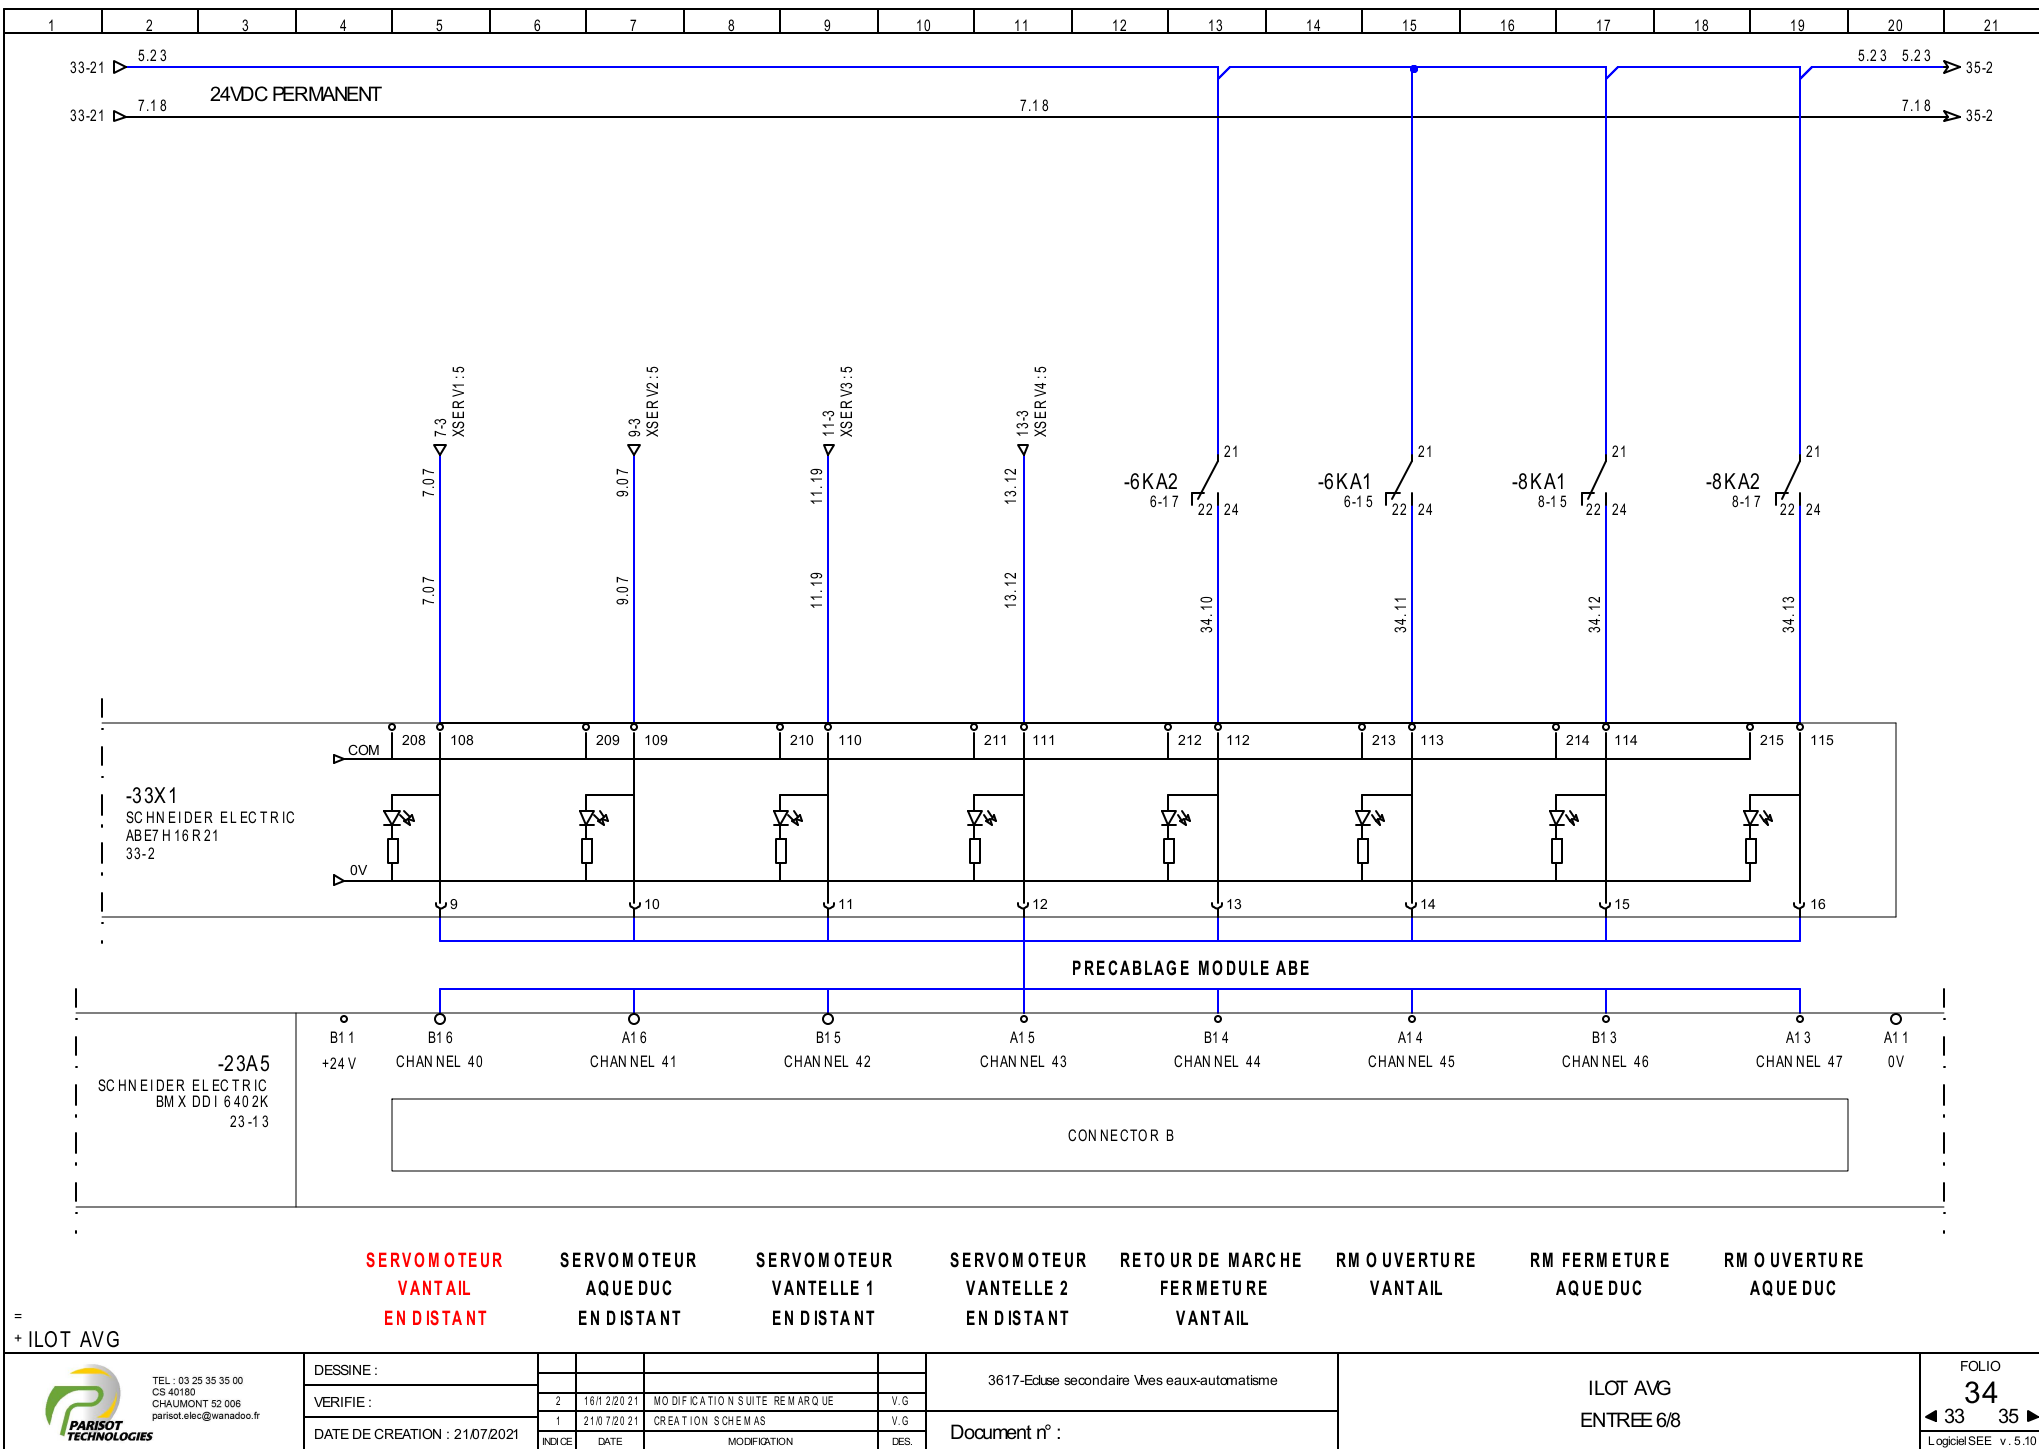 1 2 3 4 5 6 7 8 9 10 11 12 13 14 15 16 17 18 19 20 21
33-21 5.23 5.23 5.23 35-2
24VDC PERMANENT
33-21 7.18 7.18 7.18 35-2
7-3 XSERV1:5
9-3 XSERV2:5
11-3 XSERV3:5
13-3 XSERV4:5
7.07 9.07 11.19 13.12
-6KA2 6-17 21 22 24
-6KA1 6-15 21 22 24
-8KA1 8-15 21 22 24
-8KA2 8-17 21 22 24
7.07 9.07 11.19 13.12 34.10 34.11 34.12 34.13
208 108 209 109 210 110 211 111 212 112 213 113 214 114 215 115
COM
-33X1
SCHNEIDER ELECTRIC
ABE7H16R21
33-2
0V
9 10 11 12 13 14 15 16
PRECABLAGE MODULE ABE
B11 B16 A16 B15 A15 B14 A14 B13 A13 A11
+24V CHANNEL 40 CHANNEL 41 CHANNEL 42 CHANNEL 43 CHANNEL 44 CHANNEL 45 CHANNEL 46 CHANNEL 47 0V
-23A5
SCHNEIDER ELECTRIC
BMX DDI 6402K
23-13
CONNECTOR B
SERVOMOTEUR
VANTAIL
EN DISTANT
SERVOMOTEUR
AQUEDUC
EN DISTANT
SERVOMOTEUR
VANTELLE 1
EN DISTANT
SERVOMOTEUR
VANTELLE 2
EN DISTANT
RETOUR DE MARCHE
FERMETURE
VANTAIL
RM OUVERTURE
VANTAIL
RM FERMETURE
AQUEDUC
RM OUVERTURE
AQUEDUC
=
+ ILOT AVG
PARISOT
TECHNOLOGIES
TEL : 03 25 35 35 00
CS 40180
CHAUMONT 52 006
parisot.elec@wanadoo.fr
DESSINE :
VERIFIE :
DATE DE CREATION : 21/07/2021
2 16/12/2021 MODIFICATION SUITE REMARQUE V.G
1 21/07/2021 CREATION SCHEMAS V.G
INDICE DATE MODIFICATION DES.
3617-Ecluse secondaire Vives eaux-automatisme
Document n° :
ILOT AVG
ENTREE 6/8
FOLIO
34
33 35
Logiciel SEE v. 5.10